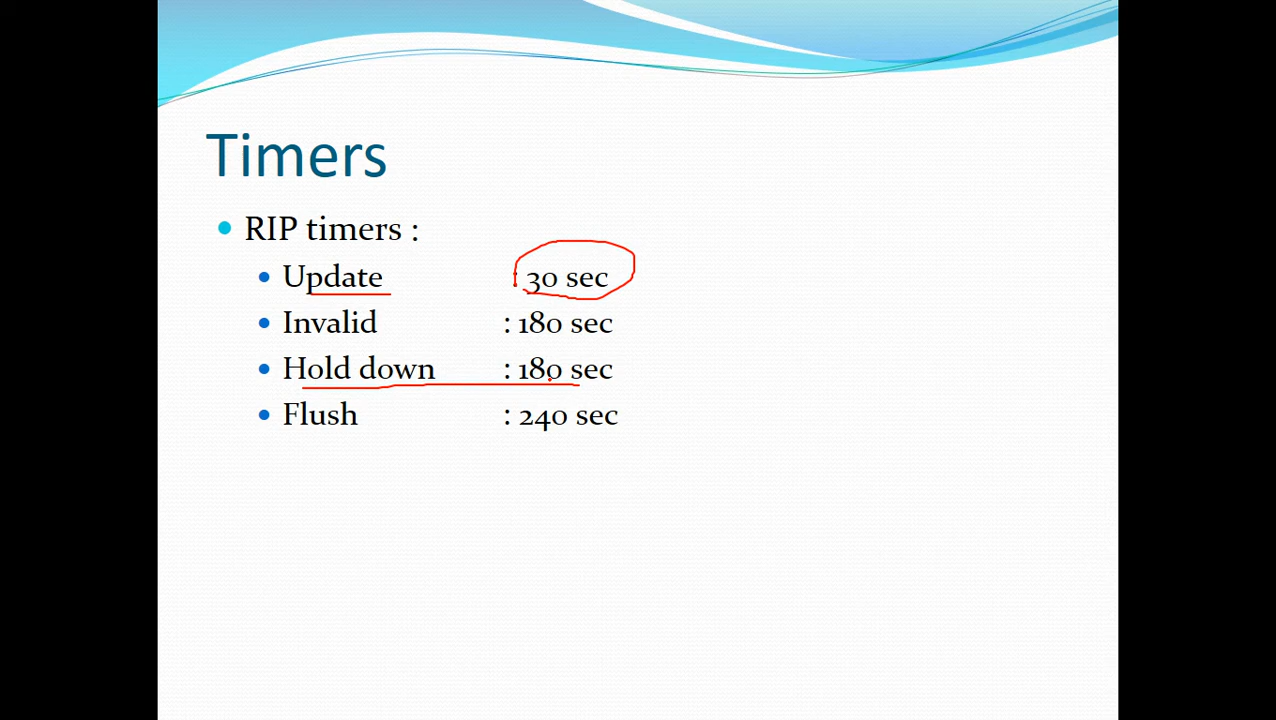 Timers
RIP timers :
Update : 30 sec
Invalid : 180 sec
Hold down : 180 sec
Flush : 240 sec